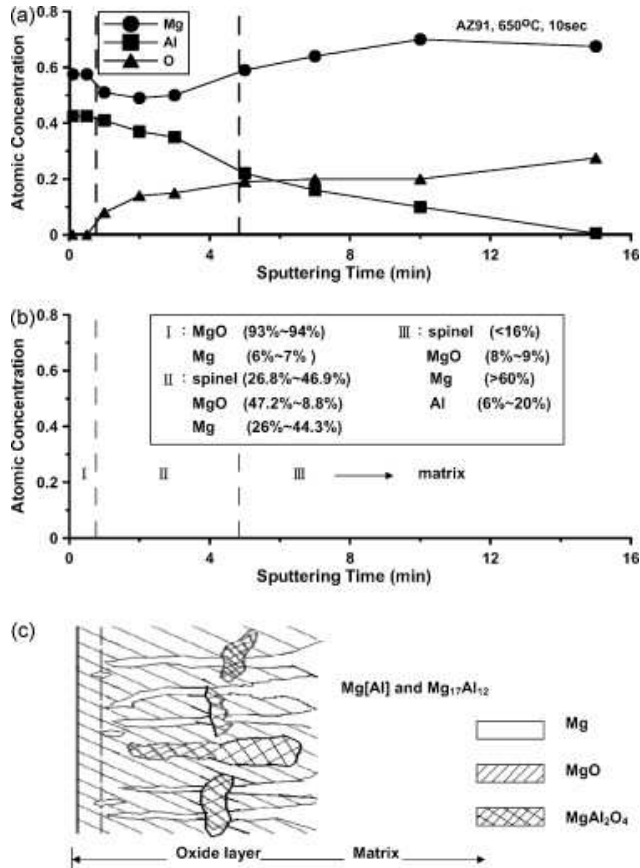 (a)
Mg
Al
O
AZ91, 650°C, 10sec
Atomic Concentration
0.8
0.6
0.4
0.2
0
0 4 8 12 16
Sputtering Time (min)
(b)
Atomic Concentration
0.8
0.6
0.4
0.2
0
Ⅰ : MgO (93%~94%)
Mg (6%~7% )
Ⅱ : spinel (26.8%~46.9%)
MgO (47.2%~8.8%)
Mg (26%~44.3%)
Ⅲ : spinel (<16%)
MgO (8%~9%)
Mg (>60%)
Al (6%~20%)
Ⅰ Ⅱ Ⅲ matrix
0 4 8 12 16
Sputtering Time (min)
(c)
Mg[Al] and Mg₁₇Al₁₂
Mg
MgO
MgAl₂O₄
Oxide layer Matrix